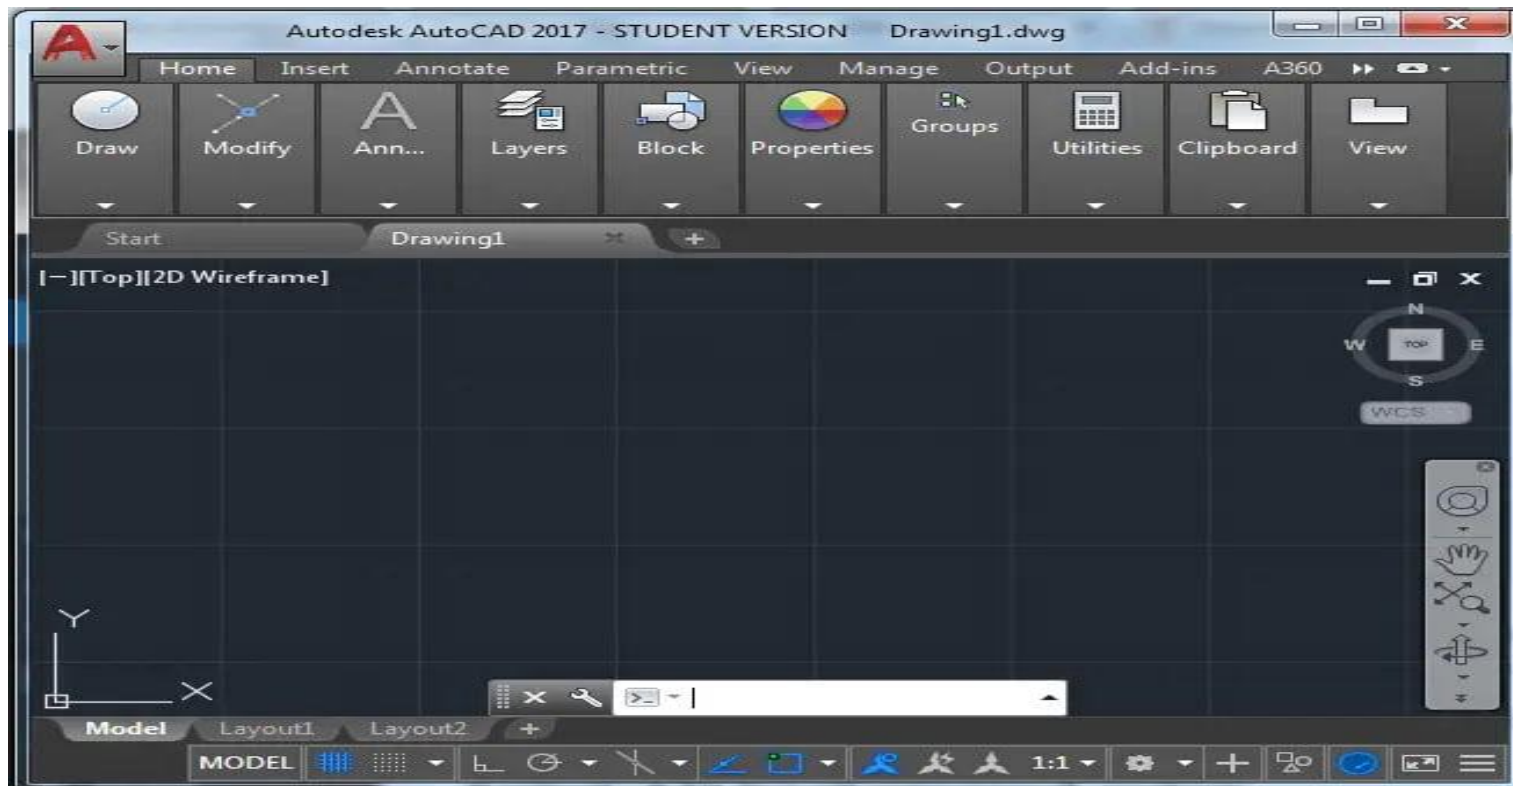 Autodesk AutoCAD 2017 - STUDENT VERSION Drawing1.dwg
Home Insert Annotate Parametric View Manage Output Add-ins A360
Draw Modify Ann... Layers Block Properties Groups Utilities Clipboard View
Start Drawing1
[−][Top][2D Wireframe]
N
W TOP E
S
WCS
Y
X
Model Layout1 Layout2
MODEL 1:1